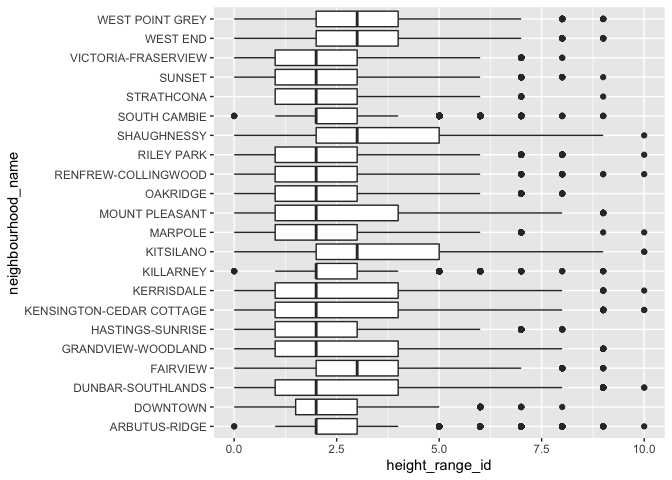 neighbourhood_name
WEST POINT GREY
WEST END
VICTORIA-FRASERVIEW
SUNSET
STRATHCONA
SOUTH CAMBIE
SHAUGHNESSY
RILEY PARK
RENFREW-COLLINGWOOD
OAKRIDGE
MOUNT PLEASANT
MARPOLE
KITSILANO
KILLARNEY
KERRISDALE
KENSINGTON-CEDAR COTTAGE
HASTINGS-SUNRISE
GRANDVIEW-WOODLAND
FAIRVIEW
DUNBAR-SOUTHLANDS
DOWNTOWN
ARBUTUS-RIDGE
0.0 2.5 5.0 7.5 10.0
height_range_id